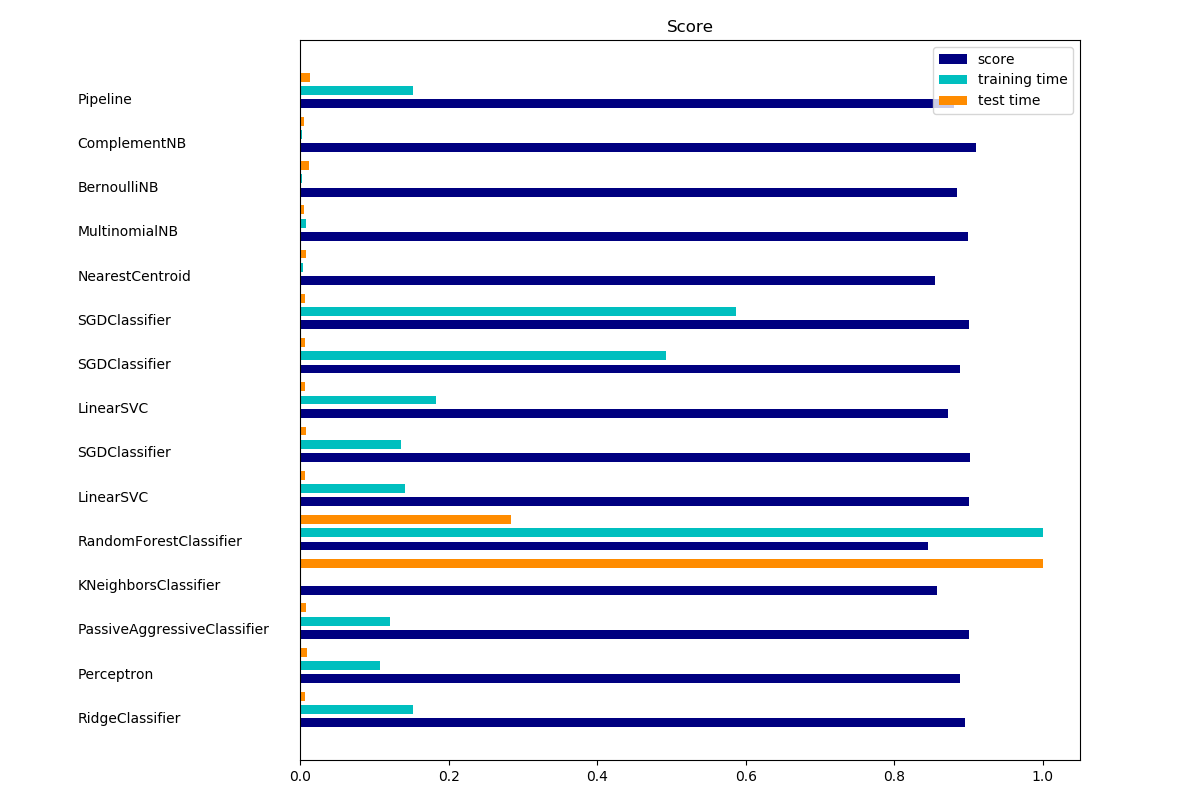 Score
score
training time
test time
Pipeline
ComplementNB
BernoulliNB
MultinomialNB
NearestCentroid
SGDClassifier
SGDClassifier
LinearSVC
SGDClassifier
LinearSVC
RandomForestClassifier
KNeighborsClassifier
PassiveAggressiveClassifier
Perceptron
RidgeClassifier
0.0 0.2 0.4 0.6 0.8 1.0